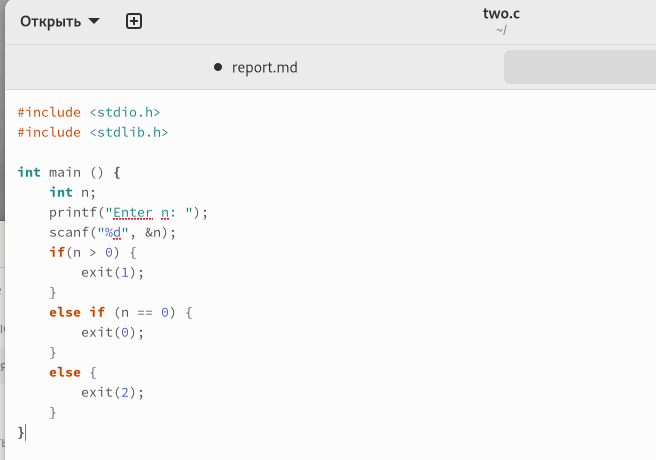 Открыть
two.c
~/
report.md
#include <stdio.h>
#include <stdlib.h>
int main () {
    int n;
    printf("Enter n: ");
    scanf("%d", &n);
    if(n > 0) {
        exit(1);
    }
    else if (n == 0) {
        exit(0);
    }
    else {
        exit(2);
    }
}